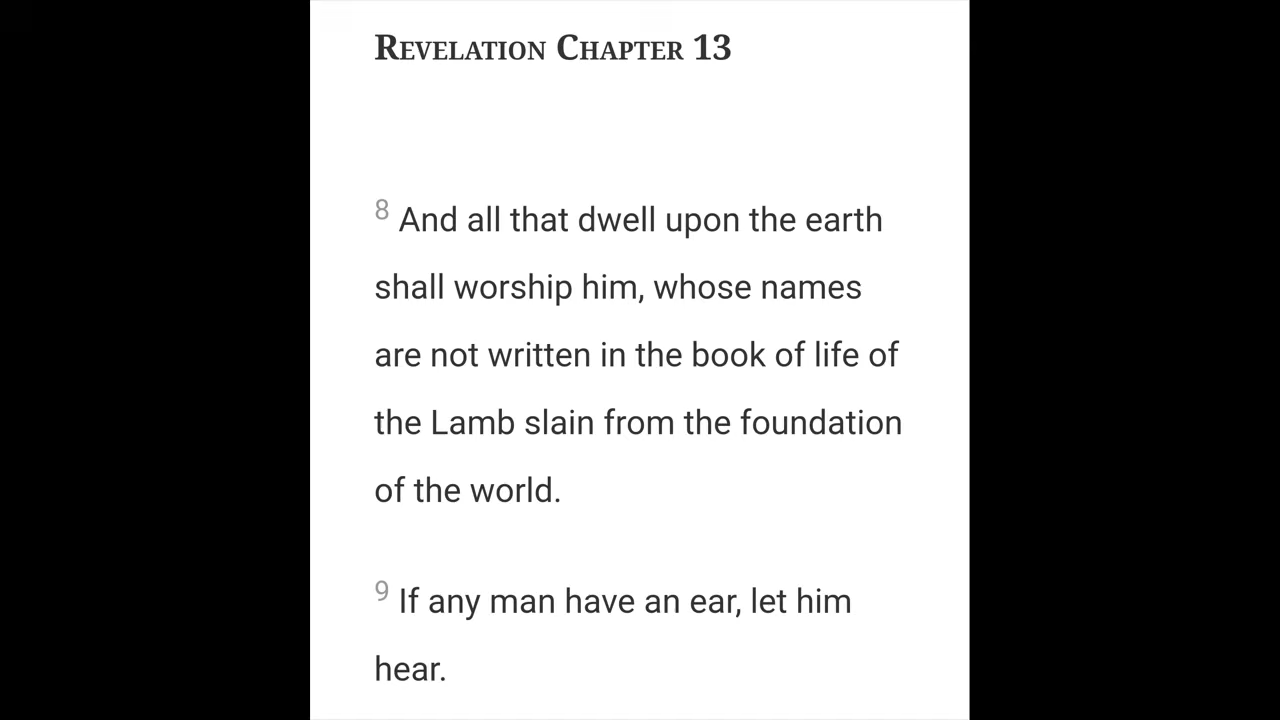 Revelation Chapter 13
8 And all that dwell upon the earth
shall worship him, whose names
are not written in the book of life of
the Lamb slain from the foundation
of the world.
9 If any man have an ear, let him
hear.